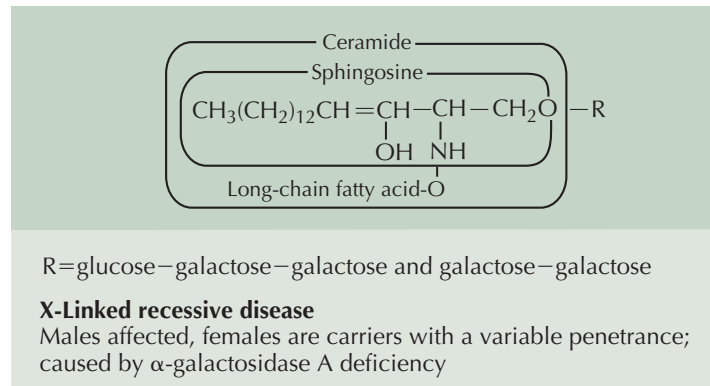 Ceramide
Sphingosine
CH₃(CH₂)₁₂CH=CH—CH—CH₂O—R
OH NH
Long-chain fatty acid-O
R=glucose—galactose—galactose and galactose—galactose
X-Linked recessive disease
Males affected, females are carriers with a variable penetrance;
caused by α-galactosidase A deficiency